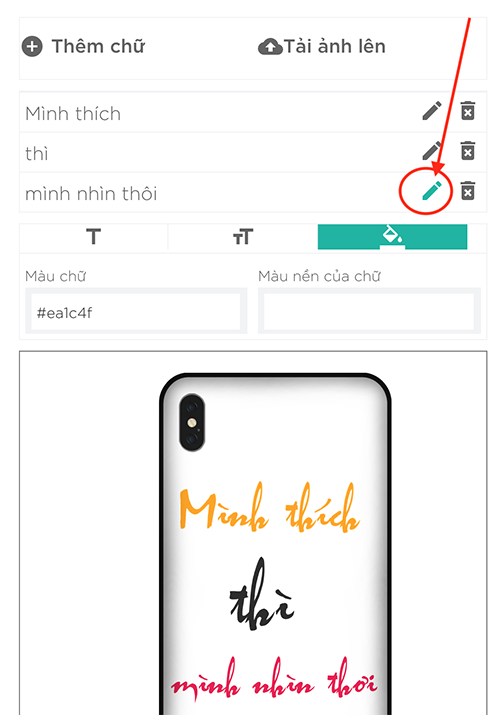 Thêm chữ
Tải ảnh lên
Mình thích
thì
mình nhìn thôi
T
TT
Màu chữ
Màu nền của chữ
#ea1c4f
Mình thích
thì
mình nhìn thôi